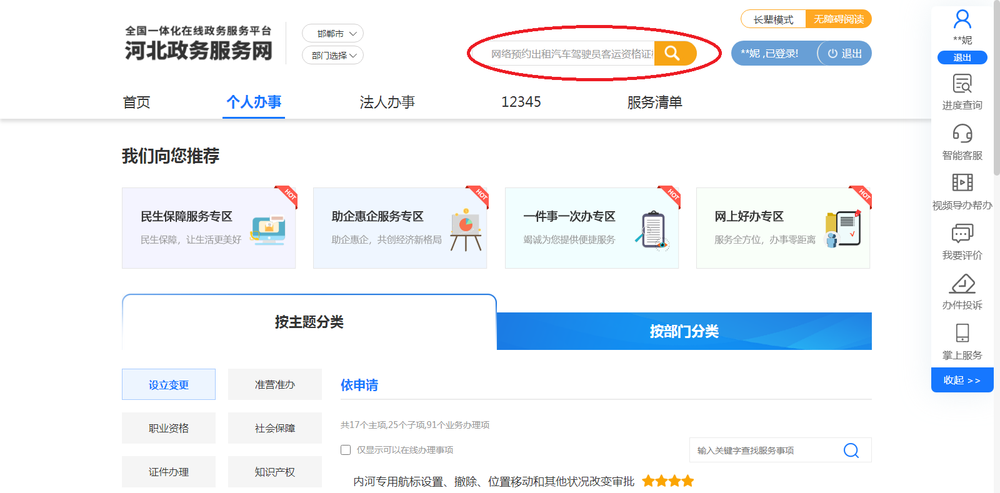 全国一体化在线政务服务平台
河北政务服务网
邯郸市
部门选择
网络预约出租汽车驾驶员客运资格证
长辈模式
无障碍阅读
**妮 ,已登录!
退出
首页
个人办事
法人办事
12345
服务清单
我们向您推荐
HOT
民生保障服务专区
民生保障，让生活更美好
HOT
助企惠企服务专区
助企惠企，共创经济新格局
HOT
一件事一次办专区
竭诚为您提供便捷服务
HOT
网上好办专区
服务全方位，办事零距离
按主题分类
按部门分类
设立变更
准营准办
职业资格
社会保障
证件办理
知识产权
依申请
共17个主项,25个子项,91个业务办理项
仅显示可以在线办理事项
输入关键字查找服务事项
内河专用航标设置、撤除、位置移动和其他状况改变审批
**妮
退出
进度查询
智能客服
视频导办帮办
我要评价
办件投诉
掌上服务
收起 >>